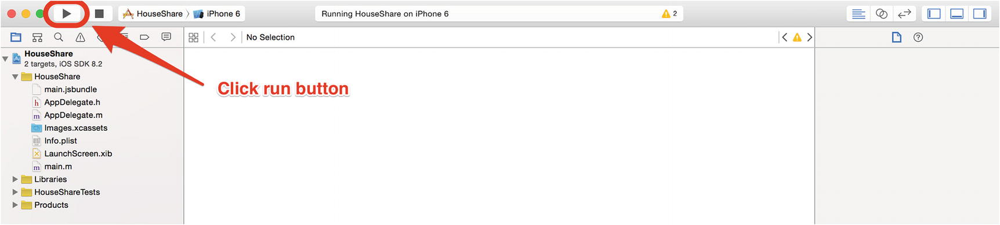 HouseShare 〉 iPhone 6
Running HouseShare on iPhone 6
2
No Selection
HouseShare
2 targets, iOS SDK 8.2
HouseShare
main.jsbundle
h AppDelegate.h
m AppDelegate.m
Images.xcassets
Info.plist
LaunchScreen.xib
m main.m
Libraries
HouseShareTests
Products
Click run button